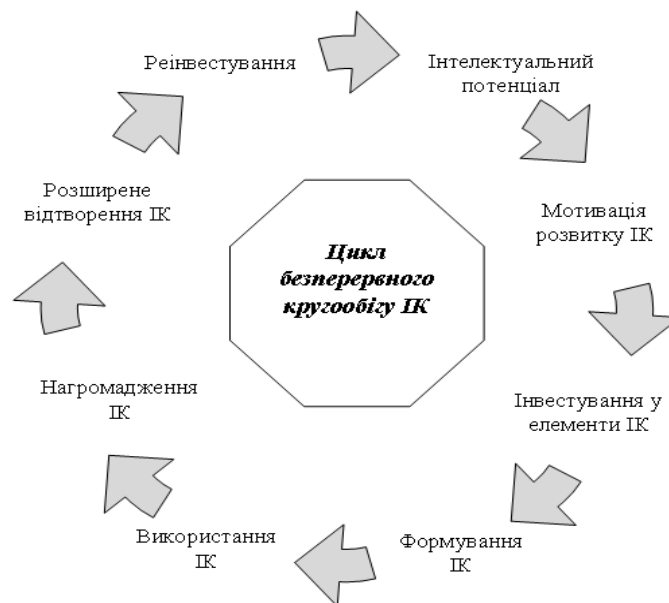 Реінвестування
Інтелектуальний
потенціал
Мотивація
розвитку ІК
Інвестування у
елементи ІК
Формування
ІК
Використання
ІК
Нагромадження
ІК
Розширене
відтворення ІК
Цикл
безперервного
кругообігу ІК